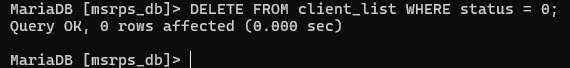 MariaDB [msrps_db]> DELETE FROM client_list WHERE status = 0;
Query OK, 0 rows affected (0.000 sec)
MariaDB [msrps_db]>